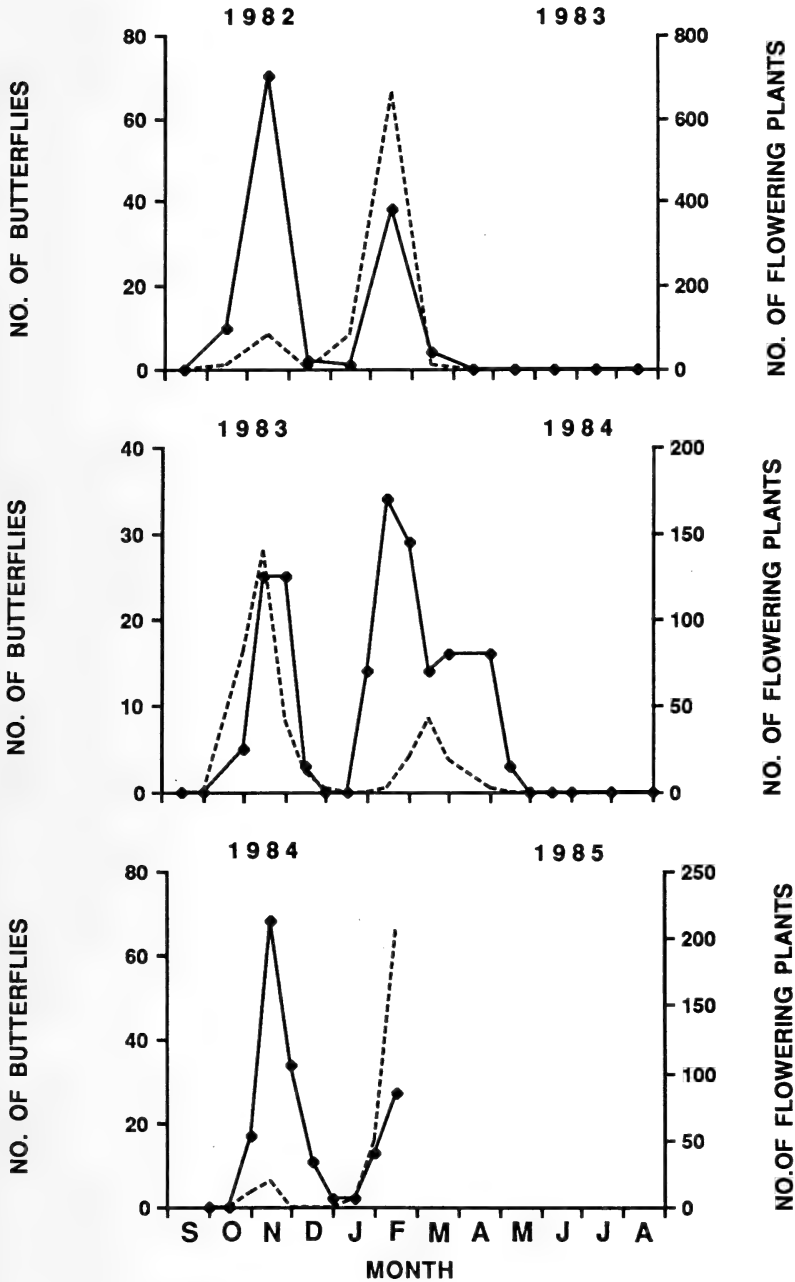 1982 1983
80 800
60 600
40 400
20 200
0 0
NO. OF BUTTERFLIES
NO. OF FLOWERING PLANTS
1983 1984
40 200
30 150
20 100
10 50
0 0
NO. OF BUTTERFLIES
NO. OF FLOWERING PLANTS
1984 1985
80 250
60 200
40 150
20 100
0 50
0
NO. OF BUTTERFLIES
NO.OF FLOWERING PLANTS
S O N D J F M A M J J A
MONTH